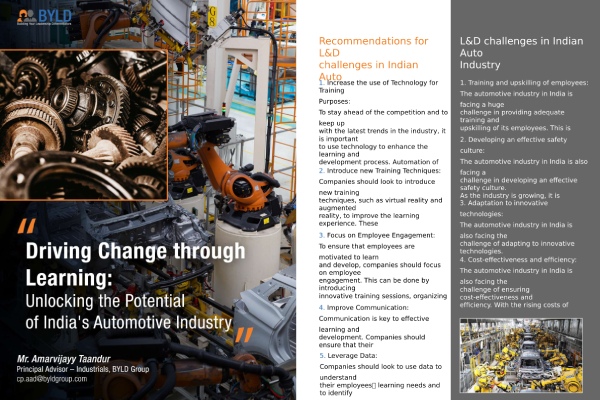 BYLD
G8
Driving Change through
Learning:
Unlocking the Potential
of India's Automotive Industry
Mr. Amarvijayy Taandur
Principal Advisor – Industrials, BYLD Group
cp.aad@byldgroup.com
Recommendations for
L&D
challenges in Indian
Auto
1. Increase the use of Technology for
Training
Purposes:
To stay ahead of the competition and to
keep up
with the latest trends in the industry, it
is important
to use technology to enhance the
learning and
development process. Automation of
2. Introduce new Training Techniques:
Companies should look to introduce
new training
techniques, such as virtual reality and
augmented
reality, to improve the learning
experience. These
3. Focus on Employee Engagement:
To ensure that employees are
motivated to learn
and develop, companies should focus
on employee
engagement. This can be done by
introducing
innovative training sessions, organizing
4. Improve Communication:
Communication is key to effective
learning and
development. Companies should
ensure that their
5. Leverage Data:
Companies should look to use data to
understand
their employees▯ learning needs and
to identify
L&D challenges in Indian
Auto
Industry
1. Training and upskilling of employees:
The automotive industry in India is
facing a huge
challenge in providing adequate
training and
upskilling of its employees. This is
2. Developing an effective safety
culture:
The automotive industry in India is also
facing a
challenge in developing an effective
safety culture.
As the industry is growing, it is
3. Adaptation to innovative
technologies:
The automotive industry in India is
also facing the
challenge of adapting to innovative
technologies.
4. Cost-effectiveness and efficiency:
The automotive industry in India is
also facing the
challenge of ensuring
cost-effectiveness and
efficiency. With the rising costs of